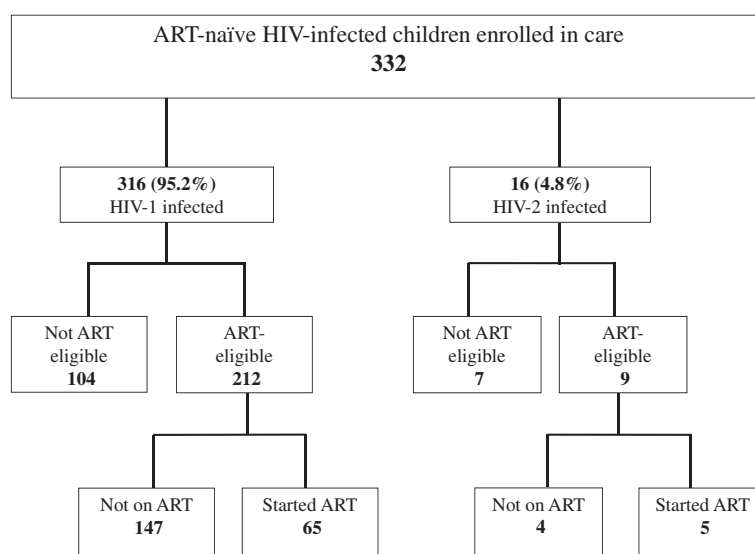 ART-naïve HIV-infected children enrolled in care
332
316 (95.2%)
HIV-1 infected
16 (4.8%)
HIV-2 infected
Not ART
eligible
104
ART-
eligible
212
Not ART
eligible
7
ART-
eligible
9
Not on ART
147
Started ART
65
Not on ART
4
Started ART
5